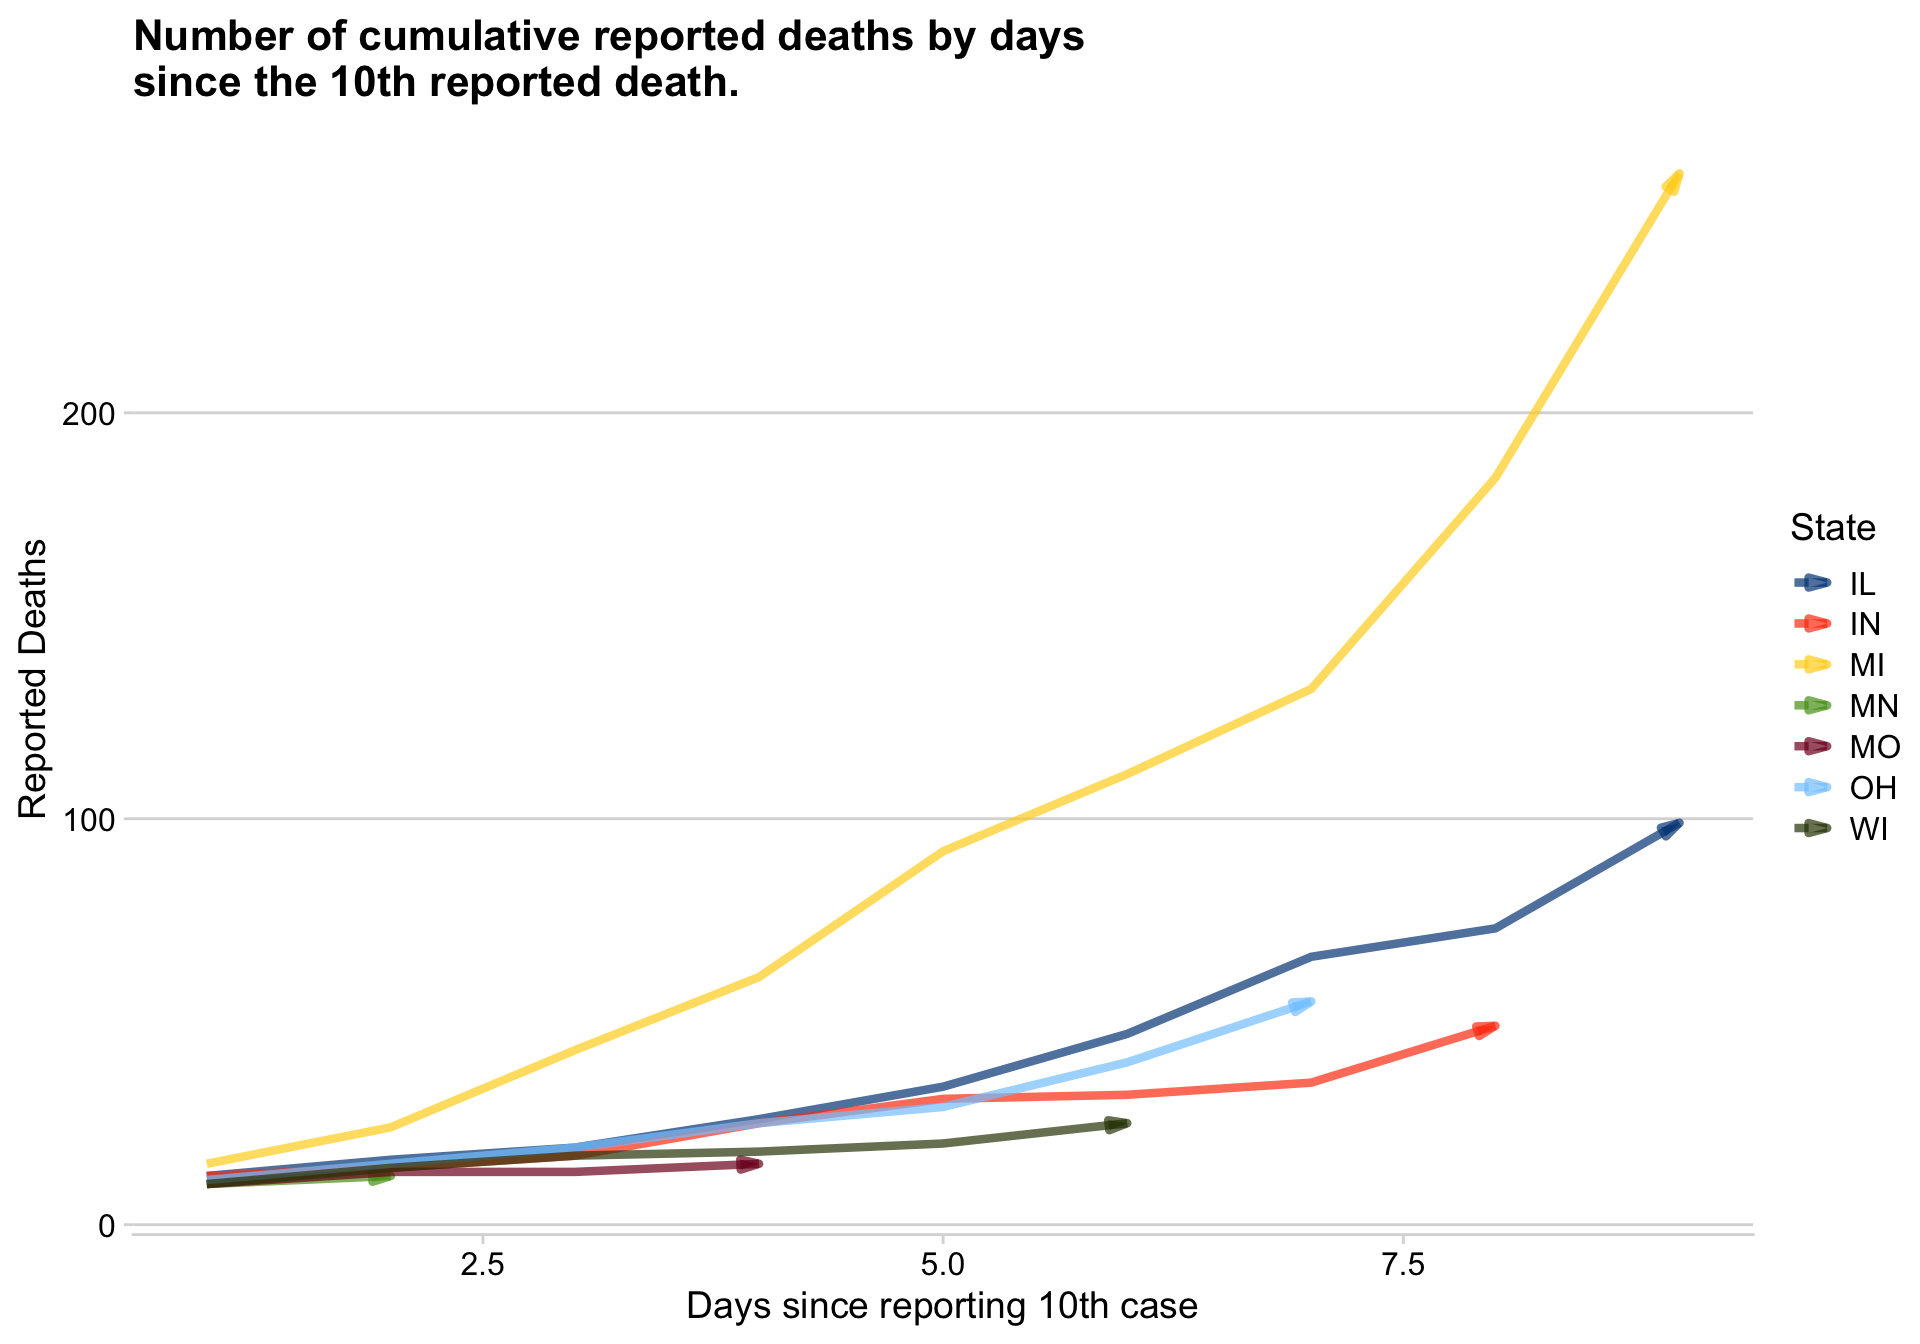 Number of cumulative reported deaths by days
since the 10th reported death.
200
100
0
Reported Deaths
2.5 5.0 7.5
Days since reporting 10th case
State
IL
IN
MI
MN
MO
OH
WI